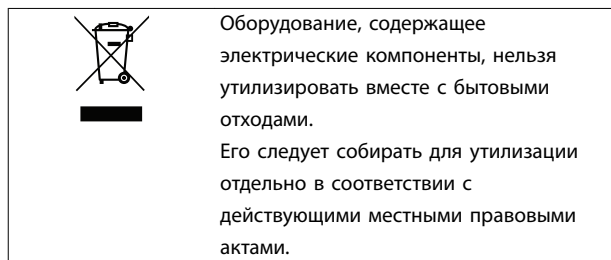 Оборудование, содержащее
электрические компоненты, нельзя
утилизировать вместе с бытовыми
отходами.
Его следует собирать для утилизации
отдельно в соответствии с
действующими местными правовыми
актами.